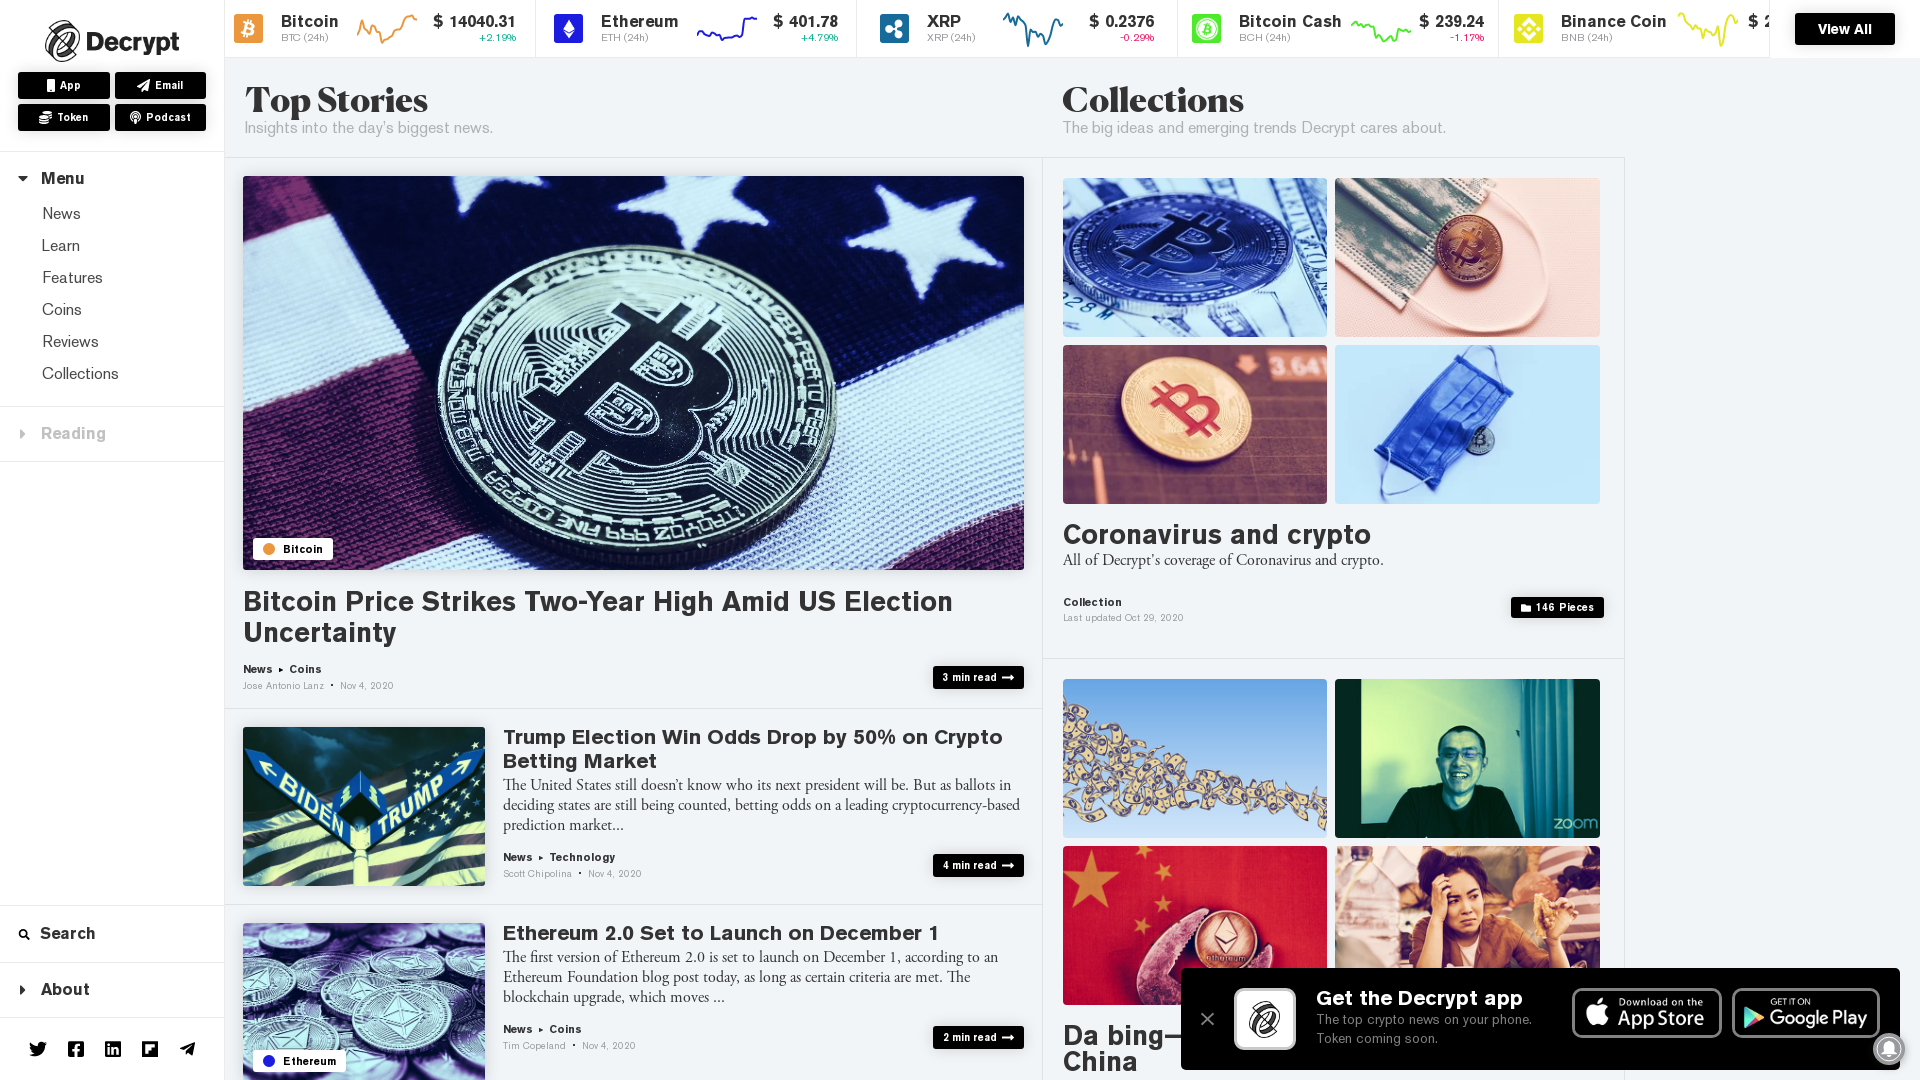 Decrypt
App
Email
Token
Podcast
Menu
News
Learn
Features
Coins
Reviews
Collections
Reading
Search
About
Bitcoin
BTC (24h)
$ 14040.31
+2.19%
Ethereum
ETH (24h)
$ 401.78
+4.79%
XRP
XRP (24h)
$ 0.2376
-0.29%
Bitcoin Cash
BCH (24h)
$ 239.24
-1.17%
Binance Coin
BNB (24h)
$ 2
View All
Top Stories
Insights into the day's biggest news.
Bitcoin
Bitcoin Price Strikes Two-Year High Amid US Election
Uncertainty
News ▸ Coins
Jose Antonio Lanz • Nov 4, 2020
3 min read
BIDEN
TRUMP
Trump Election Win Odds Drop by 50% on Crypto
Betting Market
The United States still doesn’t know who its next president will be. But as ballots in
deciding states are still being counted, betting odds on a leading cryptocurrency-based
prediction market...
News ▸ Technology
Scott Chipolina • Nov 4, 2020
4 min read
Ethereum
Ethereum 2.0 Set to Launch on December 1
The first version of Ethereum 2.0 is set to launch on December 1, according to an
Ethereum Foundation blog post today, as long as certain criteria are met. The
blockchain upgrade, which moves ...
News ▸ Coins
Tim Copeland • Nov 4, 2020
2 min read
Collections
The big ideas and emerging trends Decrypt cares about.
3.64
Coronavirus and crypto
All of Decrypt's coverage of Coronavirus and crypto.
Collection
Last updated Oct 29, 2020
146 Pieces
zoom
ethereum
Da bing—
China
Get the Decrypt app
The top crypto news on your phone.
Token coming soon.
Download on the
App Store
GET IT ON
Google Play